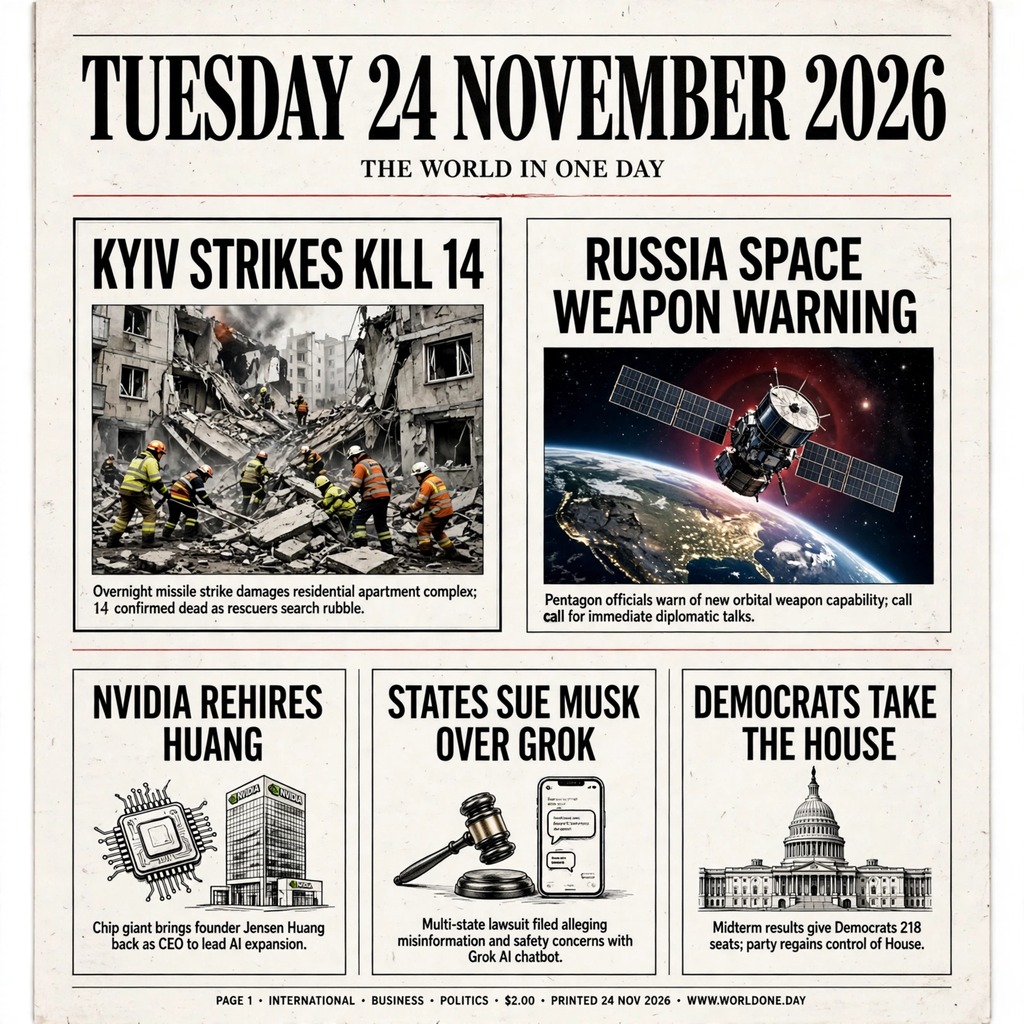 TUESDAY 24 NOVEMBER 2026
THE WORLD IN ONE DAY
KYIV STRIKES KILL 14
Overnight missile strike damages residential apartment complex;
14 confirmed dead as rescuers search rubble.
RUSSIA SPACE
WEAPON WARNING
Pentagon officials warn of new orbital weapon capability; call
call for immediate diplomatic talks.
NVIDIA REHIRES
HUANG
NVIDIA
NVIDIA
NVIDIA
Chip giant brings founder Jensen Huang
back as CEO to lead AI expansion.
STATES SUE MUSK
OVER GROK
Multi-state lawsuit filed alleging
misinformation and safety concerns with
Grok AI chatbot.
DEMOCRATS TAKE
THE HOUSE
Midterm results give Democrats 218
seats; party regains control of House.
PAGE 1 • INTERNATIONAL • BUSINESS • POLITICS • $2.00 • PRINTED 24 NOV 2026 • WWW.WORLDONE.DAY